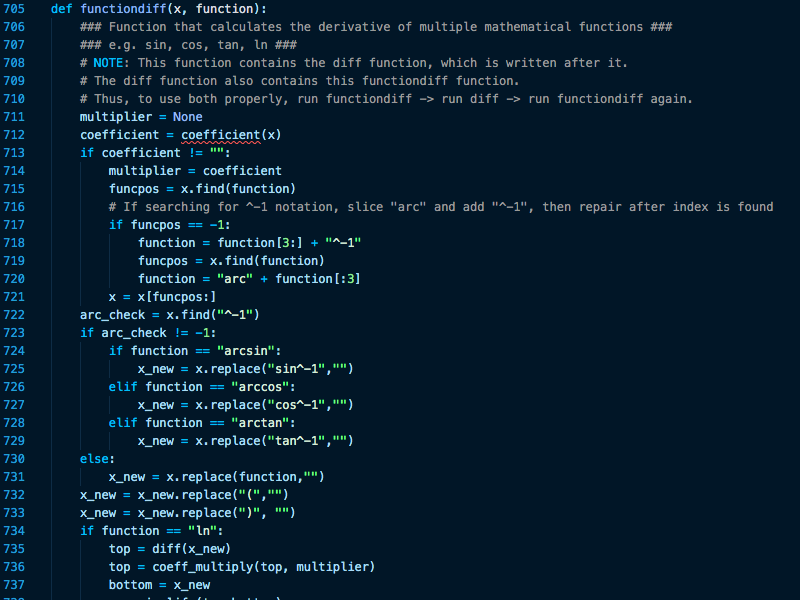 705 def functiondiff(x, function):
706 ### Function that calculates the derivative of multiple mathematical functions ###
707 ### e.g. sin, cos, tan, ln ###
708 # NOTE: This function contains the diff function, which is written after it.
709 # The diff function also contains this functiondiff function.
710 # Thus, to use both properly, run functiondiff -> run diff -> run functiondiff again.
711 multiplier = None
712 coefficient = coefficient(x)
713 if coefficient != "":
714 multiplier = coefficient
715 funcpos = x.find(function)
716 # If searching for ^-1 notation, slice "arc" and add "^-1", then repair after index is found
717 if funcpos == -1:
718 function = function[3:] + "^-1"
719 funcpos = x.find(function)
720 function = "arc" + function[:3]
721 x = x[funcpos:]
722 arc_check = x.find("^-1")
723 if arc_check != -1:
724 if function == "arcsin":
725 x_new = x.replace("sin^-1","")
726 elif function == "arccos":
727 x_new = x.replace("cos^-1","")
728 elif function == "arctan":
729 x_new = x.replace("tan^-1","")
730 else:
731 x_new = x.replace(function,"")
732 x_new = x_new.replace("(","")
733 x_new = x_new.replace(")", "")
734 if function == "ln":
735 top = diff(x_new)
736 top = coeff_multiply(top, multiplier)
737 bottom = x_new